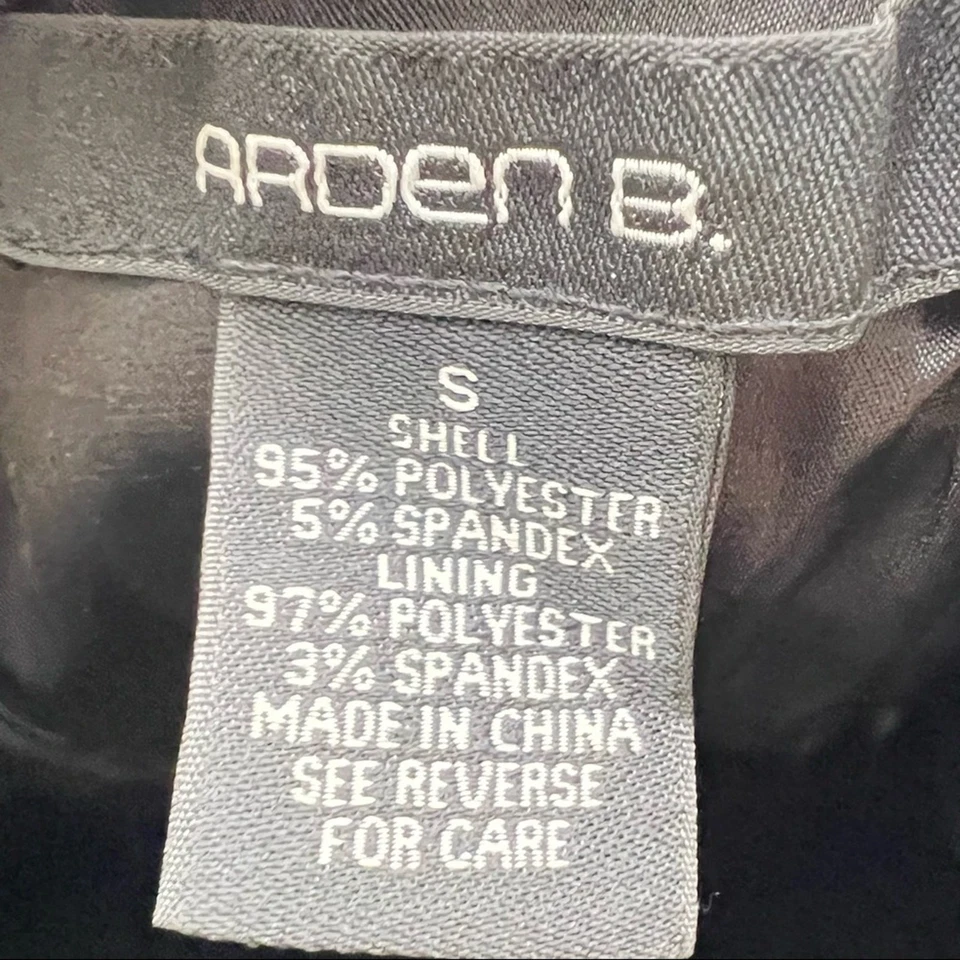 ARDen B.
S
SHELL
95% POLYESTER
5% SPANDEX
LINING
97% POLYESTER
3% SPANDEX
MADE IN CHINA
SEE REVERSE
FOR CARE